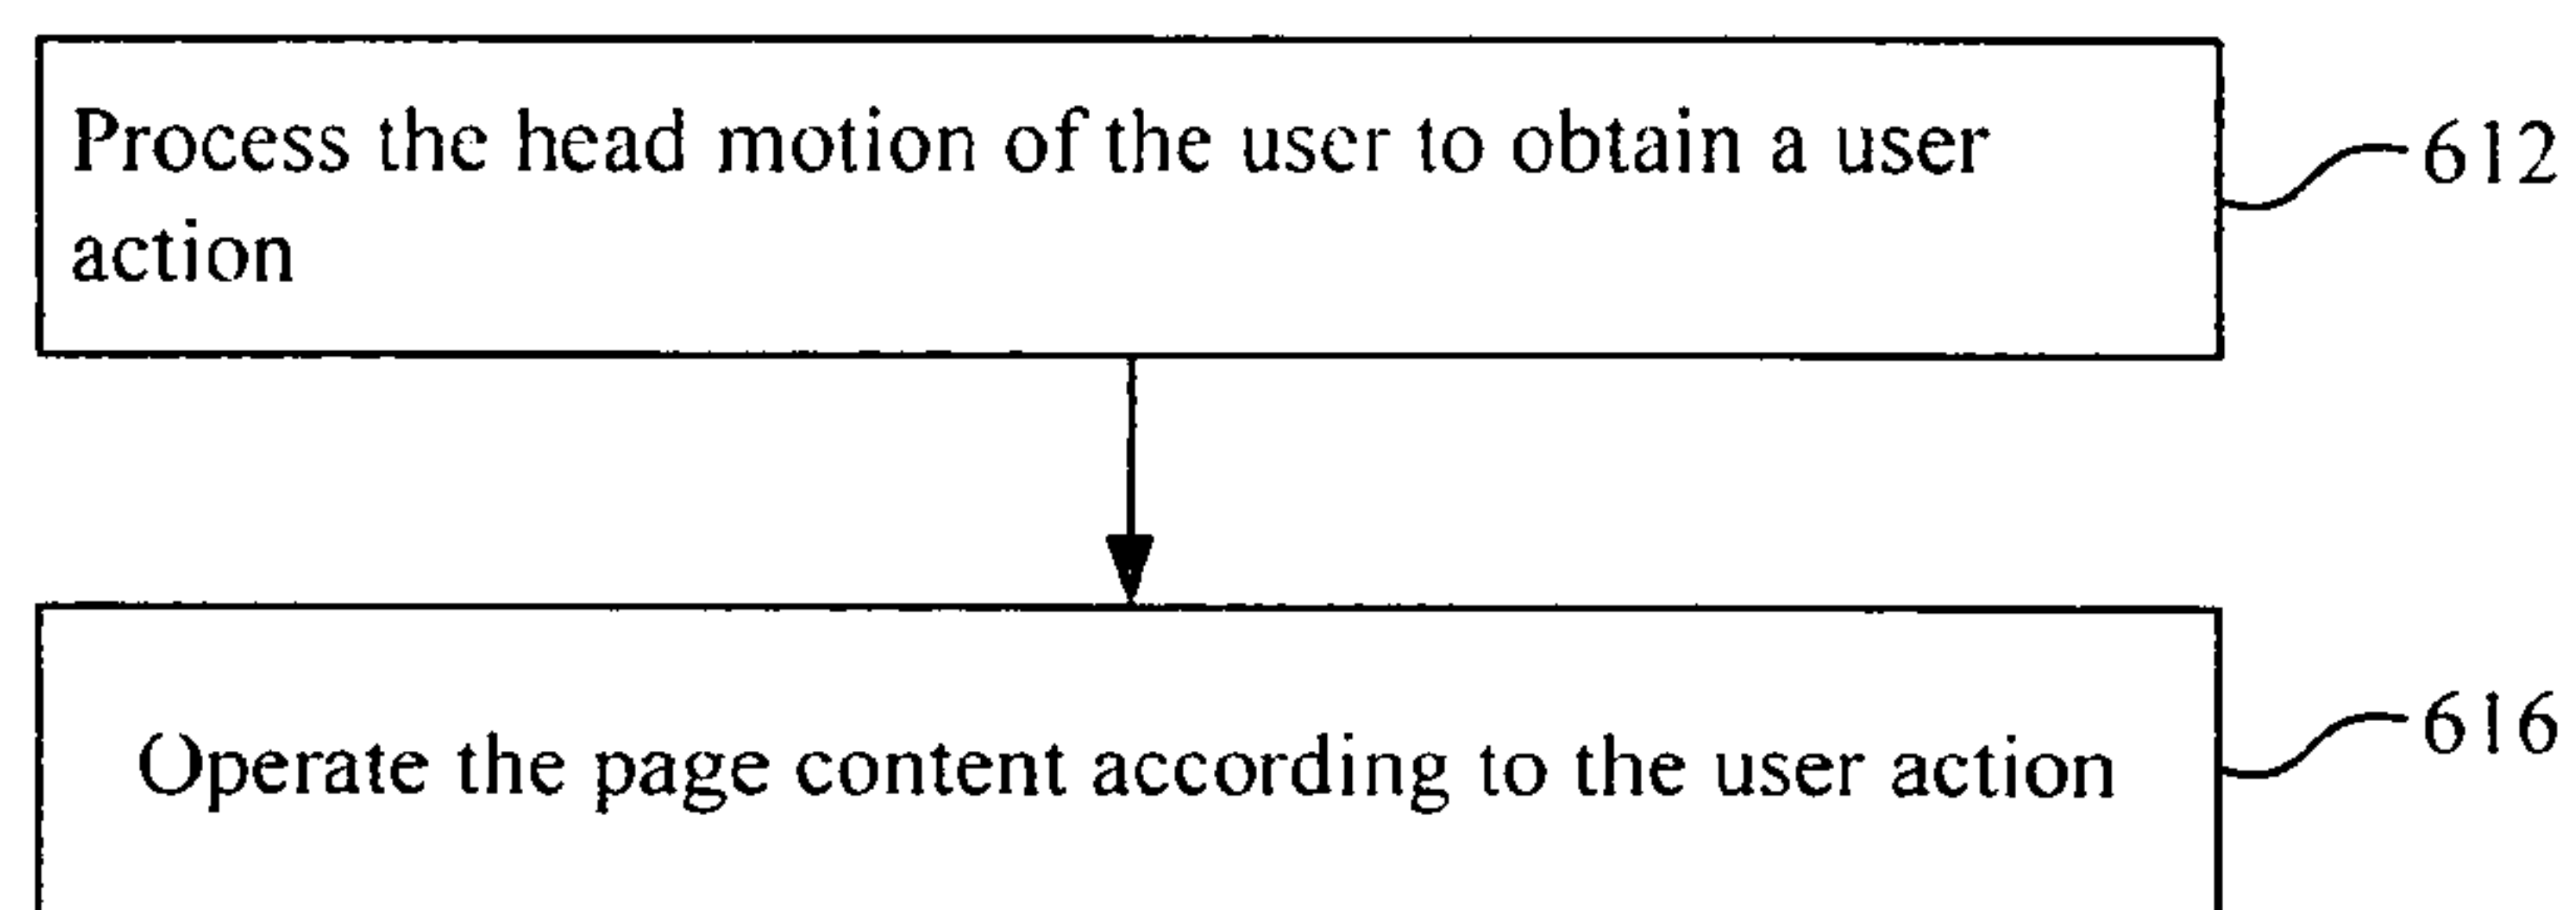 Process the head motion of the user to obtain a user
action
612
Operate the page content according to the user action
616